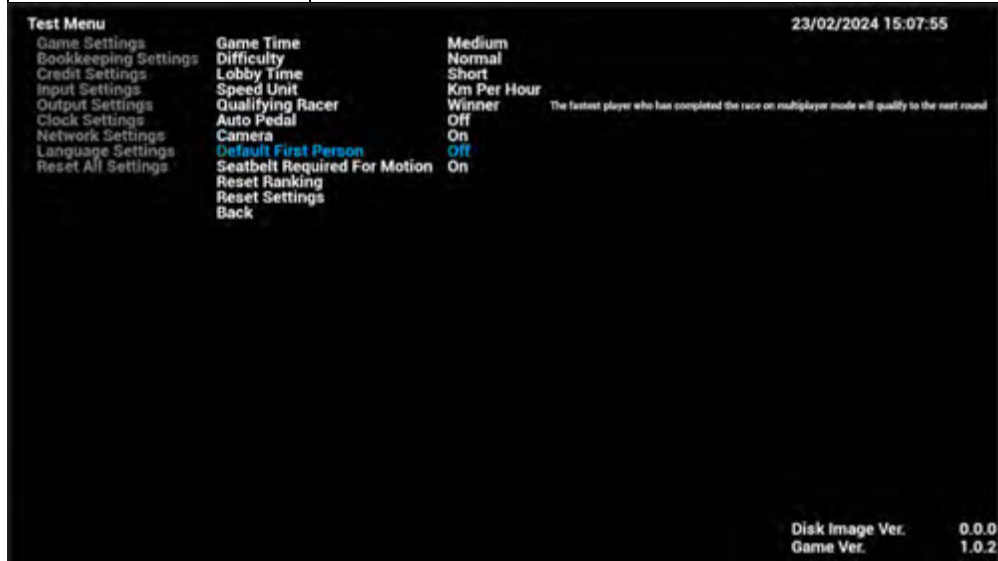 Test Menu 23/02/2024 15:07:55
Game Settings Game Time Medium
Bookkeeping Settings Difficulty Normal
Credit Settings Lobby Time Short
Input Settings Speed Unit Km Per Hour
Output Settings Qualifying Racer Winner The fastest player who has completed the race on multiplayer mode will qualify to the next round
Clock Settings Auto Pedal Off
Network Settings Camera On
Language Settings Default First Person Off
Reset All Settings Seatbelt Required For Motion On
Reset Ranking
Reset Settings
Back
Disk Image Ver. 0.0.0
Game Ver. 1.0.2